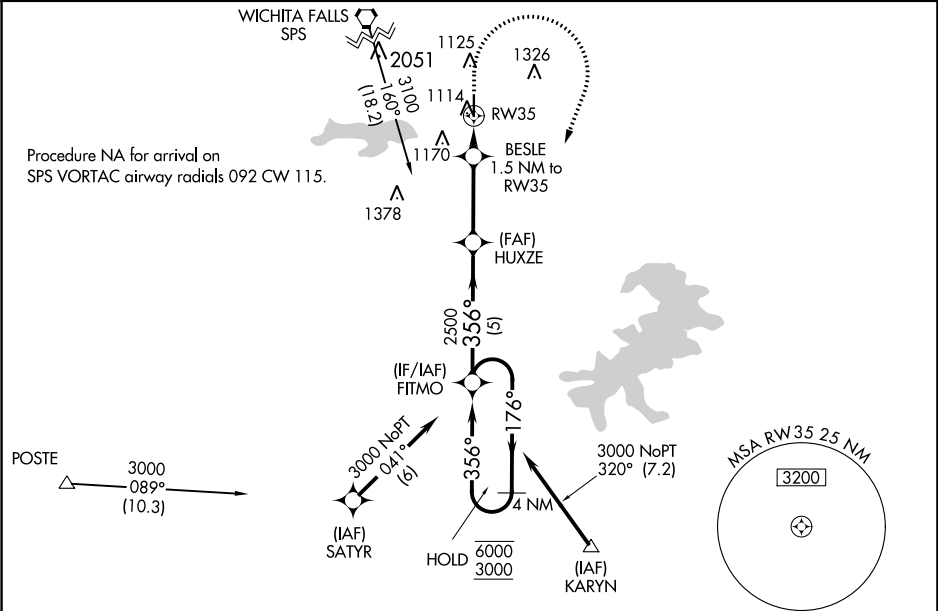 WICHITA FALLS
SPS
2051
3100
160°
(18.2)
1125
1326
1114
RW35
1170
BESLE
1.5 NM to
RW35
Procedure NA for arrival on
SPS VORTAC airway radials 092 CW 115.
1378
(FAF)
HUXZE
2500
356°
(5)
(IF/IAF)
FITMO
176°
356°
3000 NoPT
041°
(6)
3000 NoPT
320° (7.2)
POSTE
3000
089°
(10.3)
(IAF)
SATYR
4 NM
HOLD
6000
3000
(IAF)
KARYN
MSA RW35 25 NM
3200